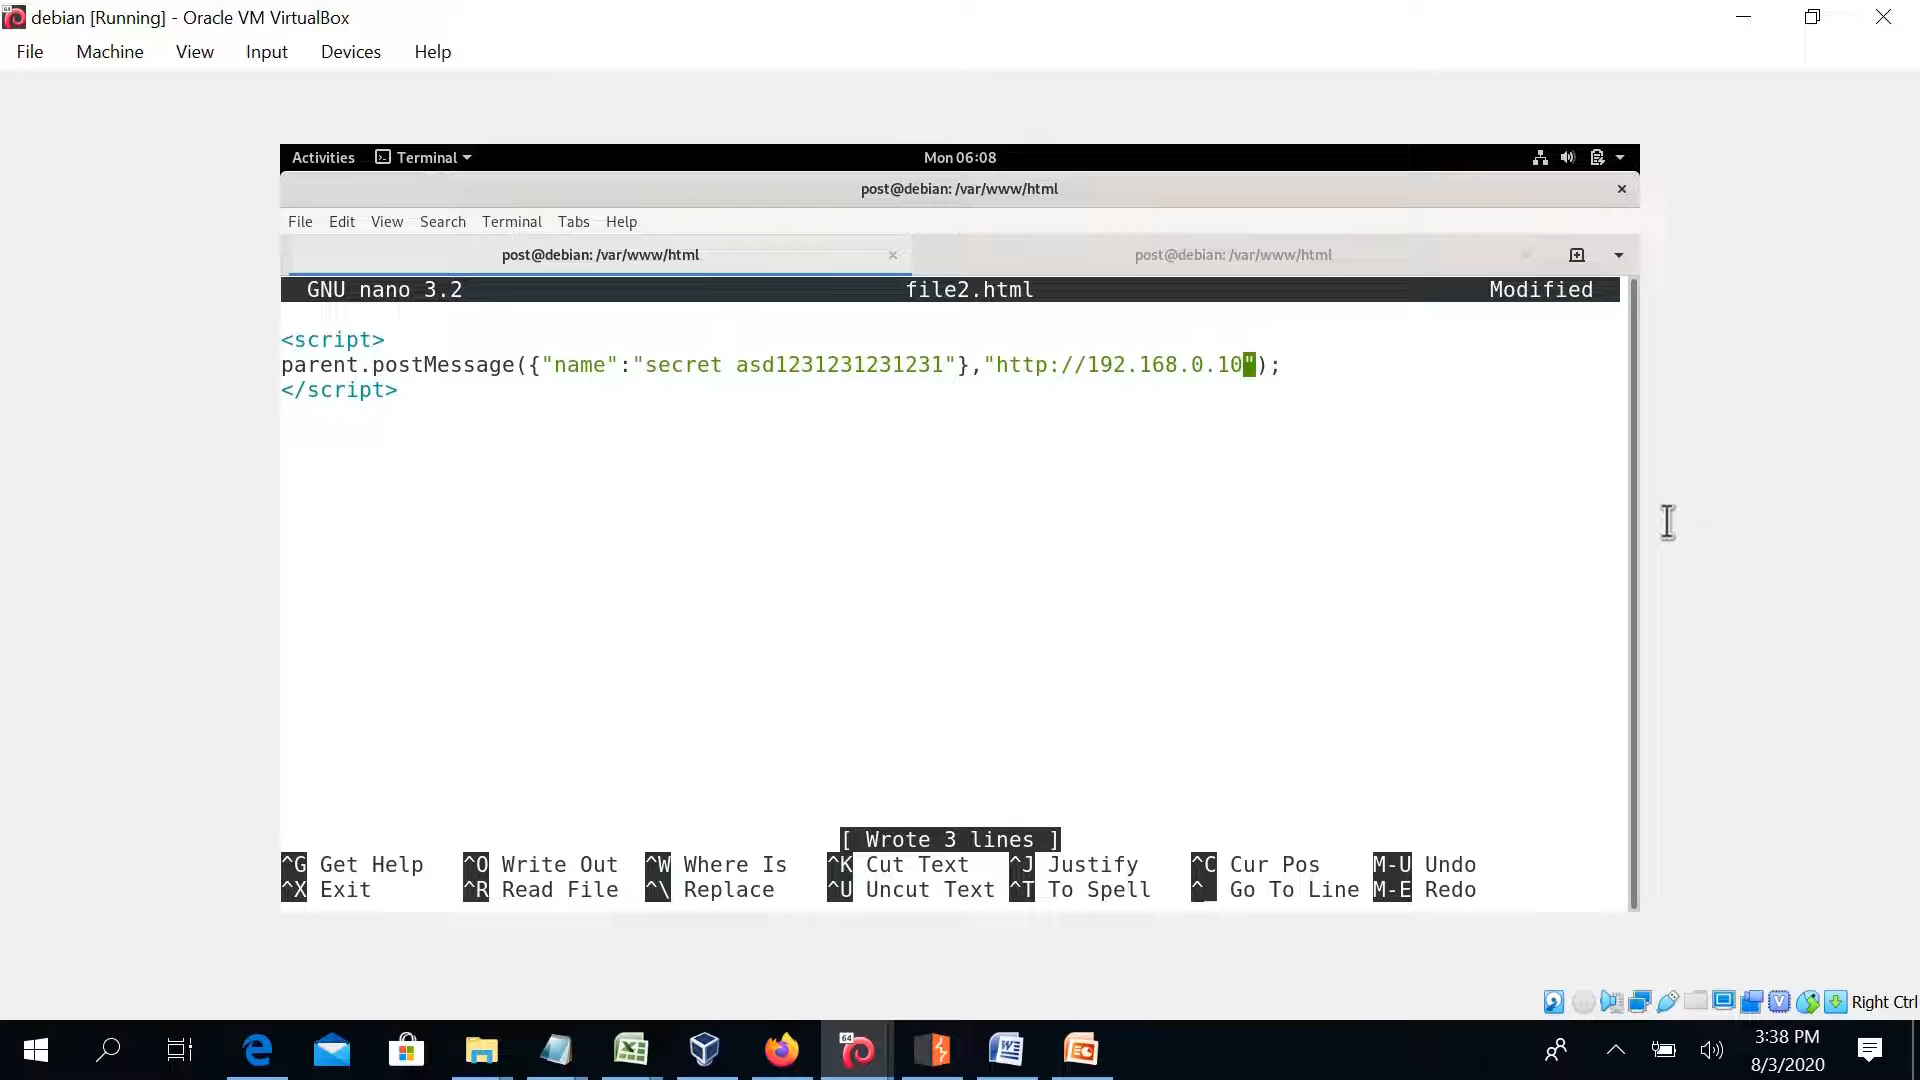 debian [Running] - Oracle VM VirtualBox
File Machine View Input Devices Help
Activities Terminal Mon 06:08
post@debian: /var/www/html
File Edit View Search Terminal Tabs Help
post@debian: /var/www/html post@debian: /var/www/html
GNU nano 3.2 file2.html Modified
<script>
parent.postMessage({"name":"secret asd1231231231231"},"http://192.168.0.10");
</script>
[ Wrote 3 lines ]
^G Get Help ^O Write Out ^W Where Is ^K Cut Text ^J Justify ^C Cur Pos M-U Undo
^X Exit ^R Read File ^\ Replace ^U Uncut Text ^T To Spell ^_ Go To Line M-E Redo
Right Ctrl
3:38 PM
8/3/2020